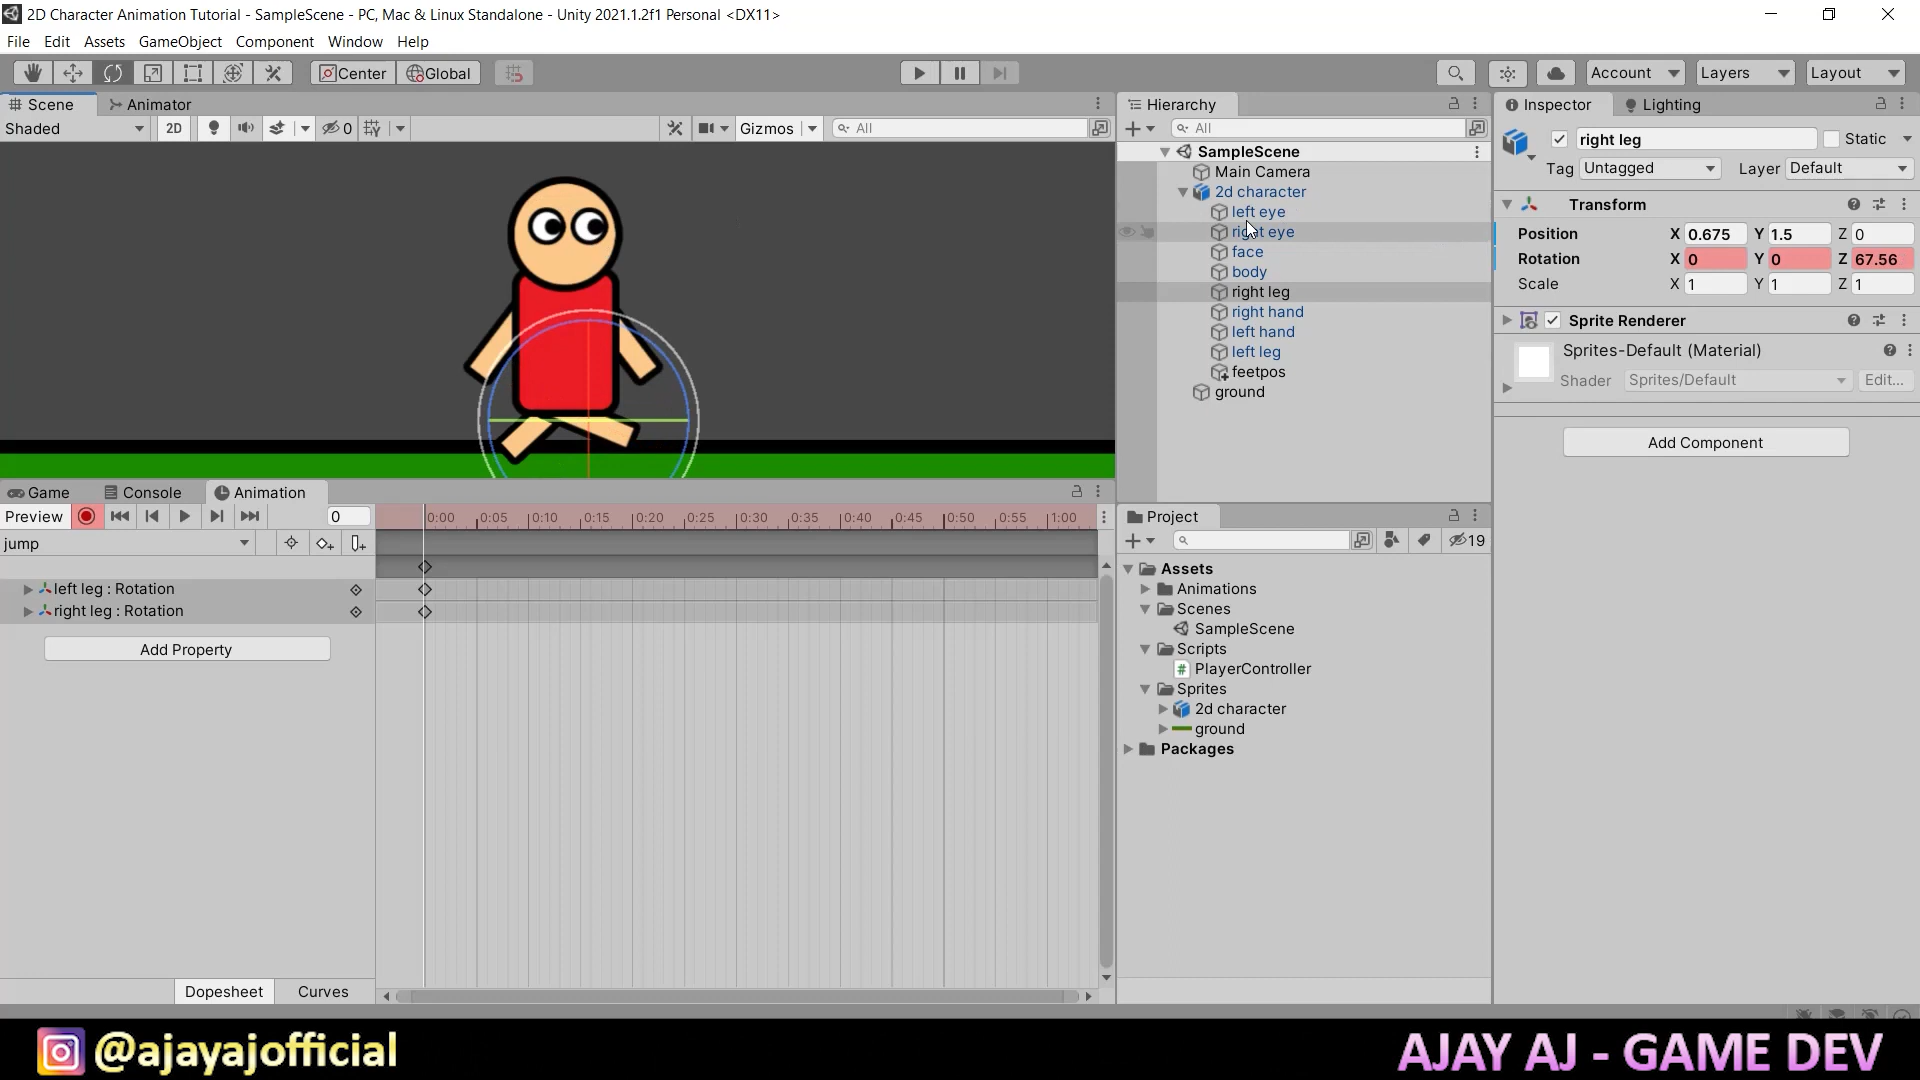 2D Character Animation Tutorial - SampleScene - PC, Mac & Linux Standalone - Unity 2021.1.2f1 Personal <DX11>
File Edit Assets GameObject Component Window Help
Center Global Account Layers Layout
Scene Animator
Shaded 2D 0 Gizmos All
Hierarchy
All
SampleScene
Main Camera
2d character
left eye
right eye
face
body
right leg
right hand
left hand
left leg
feetpos
ground
Inspector Lighting
right leg Static
Tag Untagged Layer Default
Transform
Position X 0.675 Y 1.5 Z 0
Rotation X 0 Y 0 Z 67.56
Scale X 1 Y 1 Z 1
Sprite Renderer
Sprites-Default (Material)
Shader Sprites/Default Edit...
Add Component
Game Console Animation
Preview 0 0:00 0:05 0:10 0:15 0:20 0:25 0:30 0:35 0:40 0:45 0:50 0:55 1:00
jump
left leg : Rotation
right leg : Rotation
Add Property
Dopesheet Curves
Project
19
Assets
Animations
Scenes
SampleScene
Scripts
PlayerController
Sprites
2d character
ground
Packages
@ajayajofficial
AJAY AJ - GAME DEV